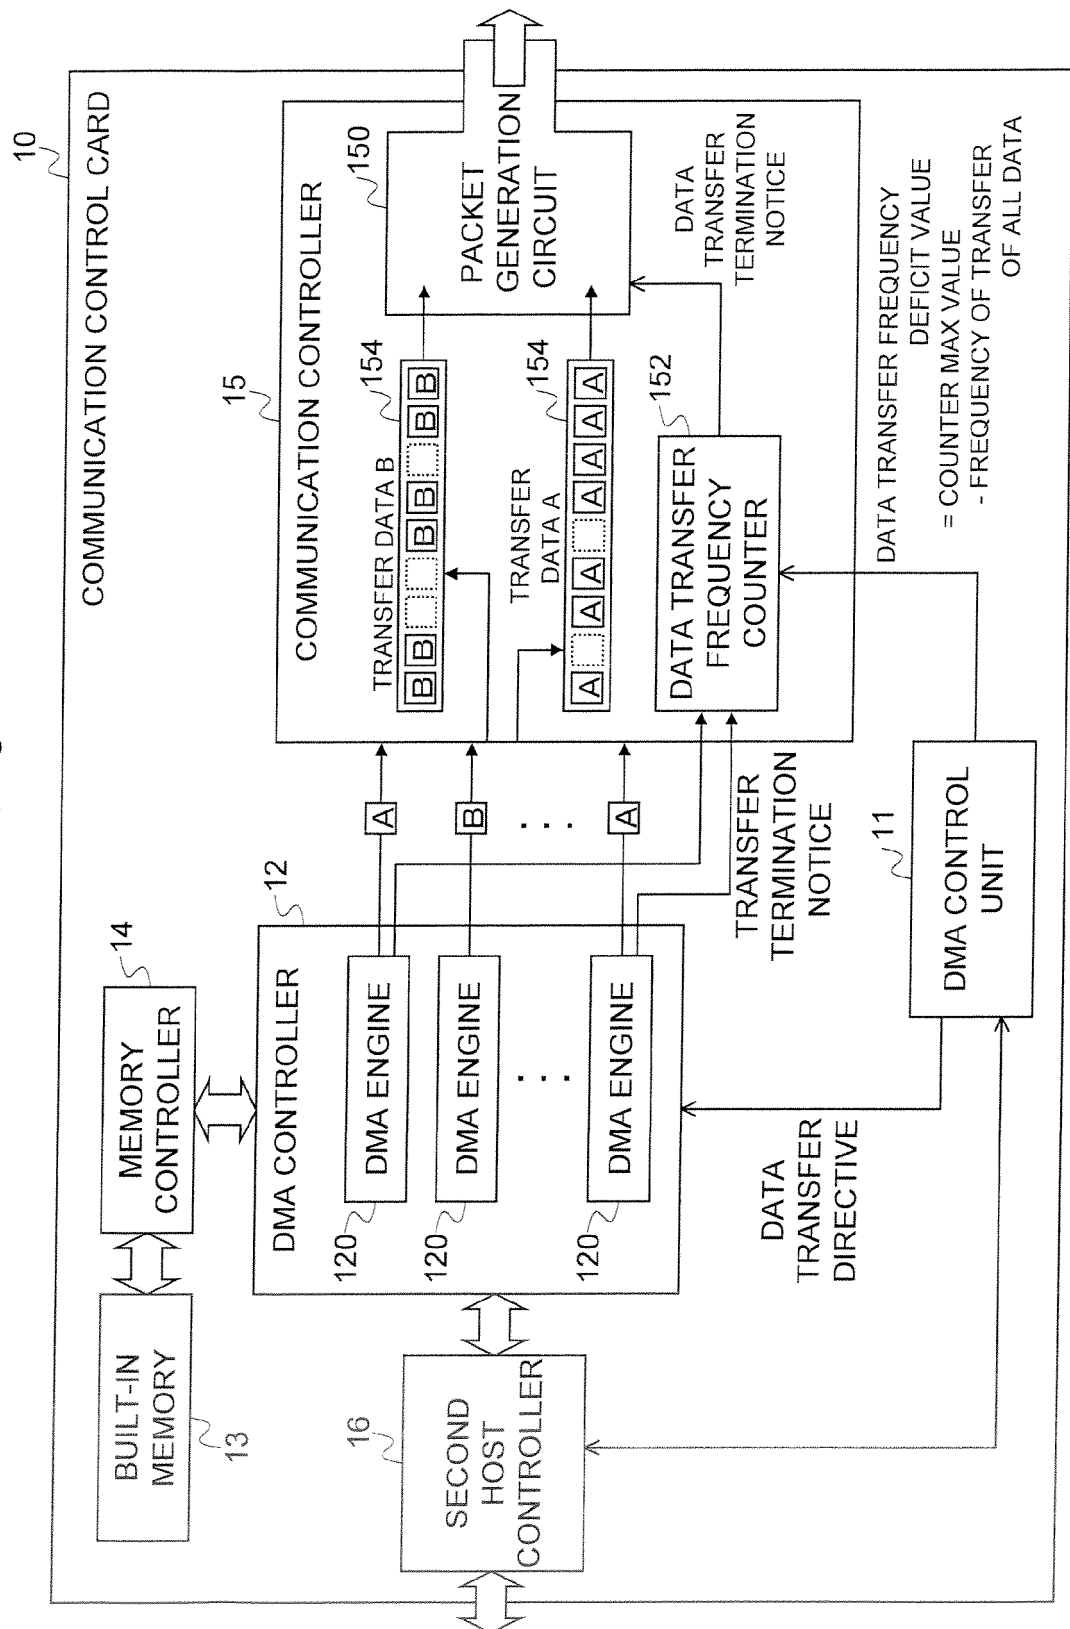 10
COMMUNICATION CONTROL CARD
BUILT-IN
MEMORY
13
MEMORY
CONTROLLER
14
SECOND
HOST
CONTROLLER
16
DMA CONTROLLER
12
DMA ENGINE
120
DMA ENGINE
120
. . .
DMA ENGINE
120
A
B
. . .
A
COMMUNICATION CONTROLLER
15
TRANSFER DATA B
154
B B B B B B
TRANSFER
DATA A
154
A A A A A A A
PACKET
GENERATION
CIRCUIT
150
DATA TRANSFER
FREQUENCY
COUNTER
152
DATA
TRANSFER
TERMINATION
NOTICE
TRANSFER
TERMINATION
NOTICE
DATA
TRANSFER
DIRECTIVE
DMA CONTROL
UNIT
11
DATA TRANSFER FREQUENCY
DEFICIT VALUE
= COUNTER MAX VALUE
- FREQUENCY OF TRANSFER
OF ALL DATA